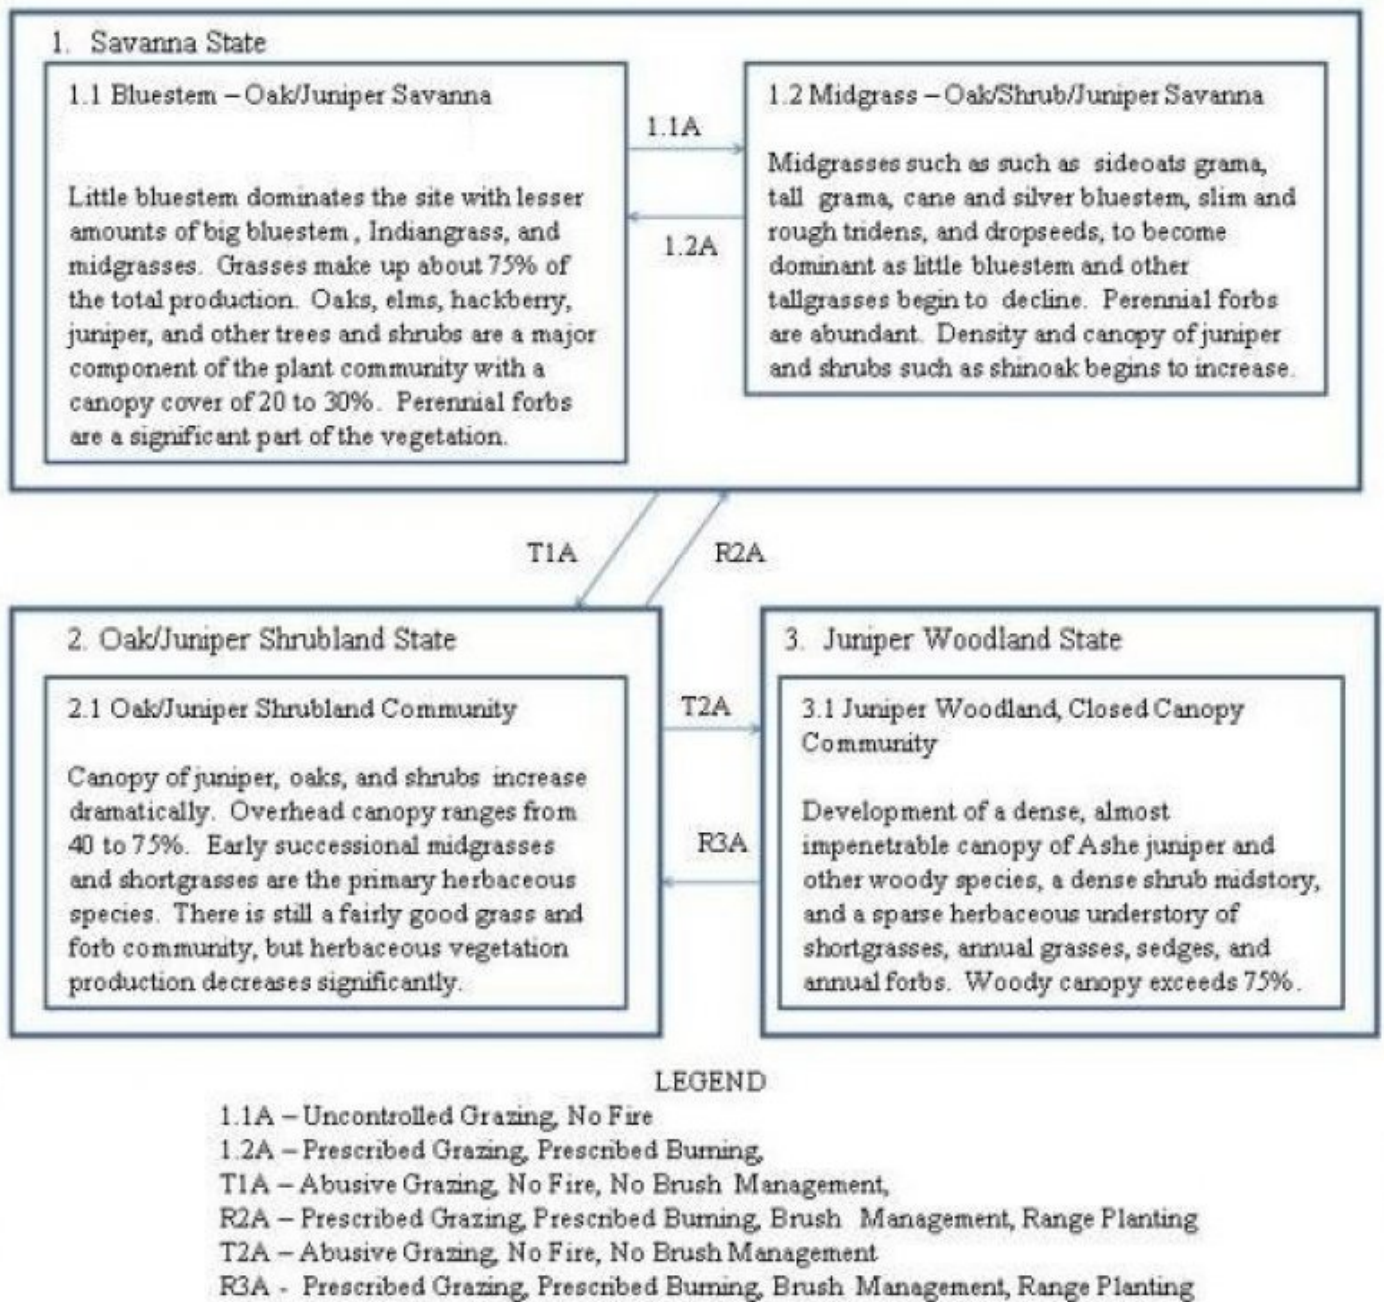 1. Savanna State
1.1 Bluestem – Oak/Juniper Savanna
Little bluestem dominates the site with lesser
amounts of big bluestem , Indiangrass, and
midgrasses. Grasses make up about 75% of
the total production. Oaks, elms, hackberry,
juniper, and other trees and shrubs are a major
component of the plant community with a
canopy cover of 20 to 30%. Perennial forbs
are a significant part of the vegetation.
1.1A
1.2A
1.2 Midgrass – Oak/Shrub/Juniper Savanna
Midgrasses such as such as sideoats grama,
tall grama, cane and silver bluestem, slim and
rough tridens, and dropseeds, to become
dominant as little bluestem and other
tallgrasses begin to decline. Perennial forbs
are abundant. Density and canopy of juniper
and shrubs such as shinoak begins to increase.
T1A
R2A
2. Oak/Juniper Shrubland State
2.1 Oak/Juniper Shrubland Community
Canopy of juniper, oaks, and shrubs increase
dramatically. Overhead canopy ranges from
40 to 75%. Early successional midgrasses
and shortgrasses are the primary herbaceous
species. There is still a fairly good grass and
forb community, but herbaceous vegetation
production decreases significantly.
T2A
R3A
3. Juniper Woodland State
3.1 Juniper Woodland, Closed Canopy
Community
Development of a dense, almost
impenetrable canopy of Ashe juniper and
other woody species, a dense shrub midstory,
and a sparse herbaceous understory of
shortgrasses, annual grasses, sedges, and
annual forbs. Woody canopy exceeds 75%.
LEGEND
1.1A – Uncontrolled Grazing, No Fire
1.2A – Prescribed Grazing, Prescribed Burning,
T1A – Abusive Grazing, No Fire, No Brush Management,
R2A – Prescribed Grazing, Prescribed Burning, Brush Management, Range Planting
T2A – Abusive Grazing, No Fire, No Brush Management
R3A - Prescribed Grazing, Prescribed Burning, Brush Management, Range Planting